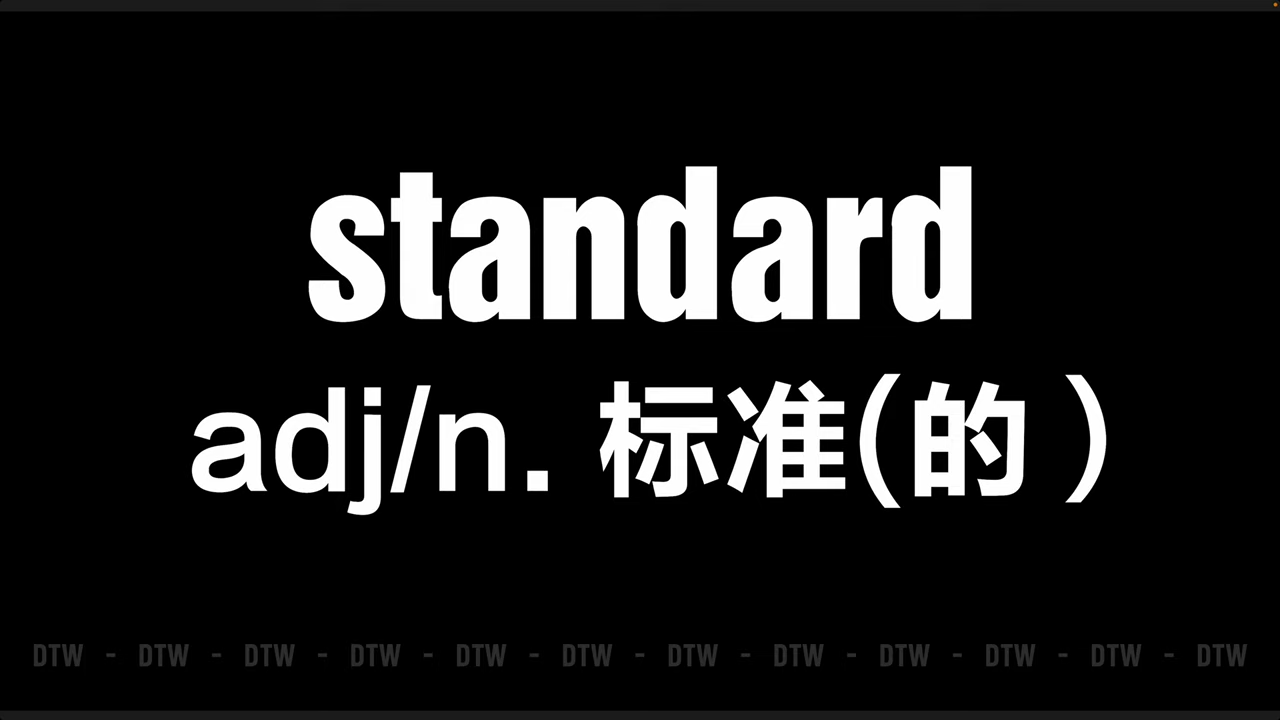 standard
adj/n. 标准(的 )
DTW - DTW - DTW - DTW - DTW - DTW - DTW - DTW - DTW - DTW - DTW - DTW